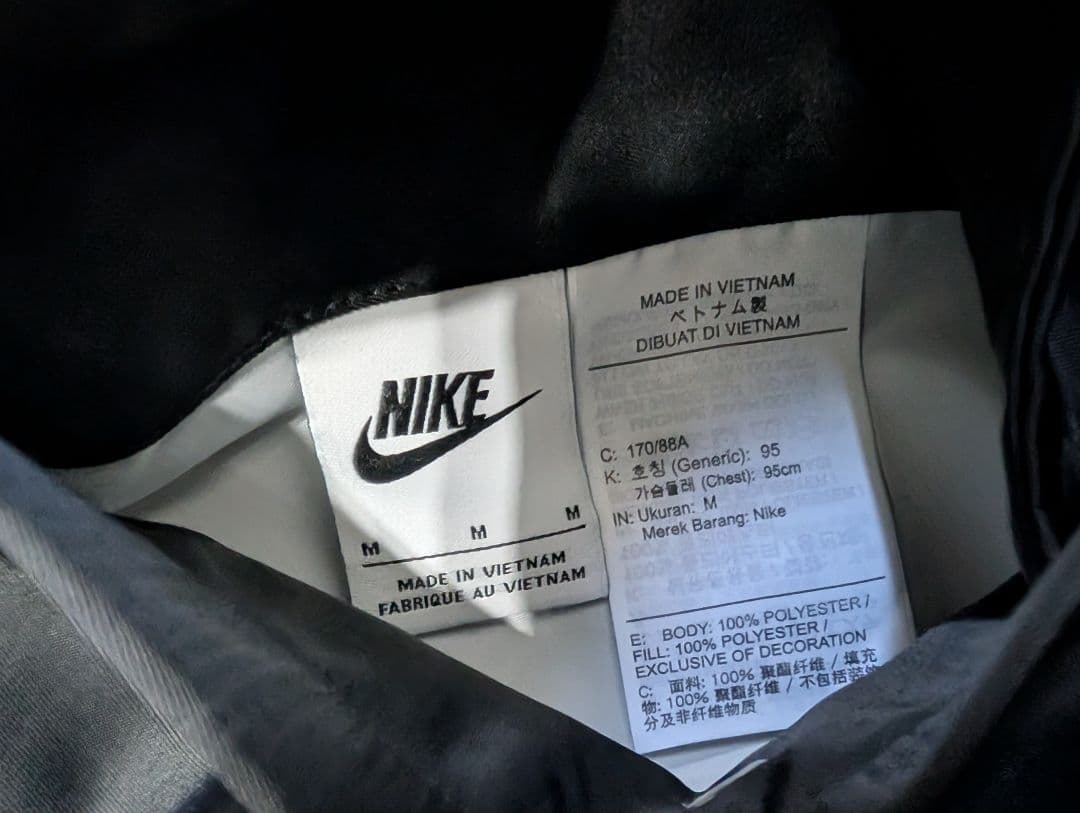 NIKE
M M M
MADE IN VIETNAM
FABRIQUE AU VIETNAM
MADE IN VIETNAM
ベトナム製
DIBUAT DI VIETNAM
C: 170/88A
K: 호칭 (Generic): 95
가슴둘레 (Chest): 95cm
IN: Ukuran: M
Merek Barang: Nike
E: BODY: 100% POLYESTER /
FILL: 100% POLYESTER /
EXCLUSIVE OF DECORATION
C: 面料: 100% 聚酯纤维 / 填充
物: 100% 聚酯纤维 / 不包括装饰部
分及非纤维物质